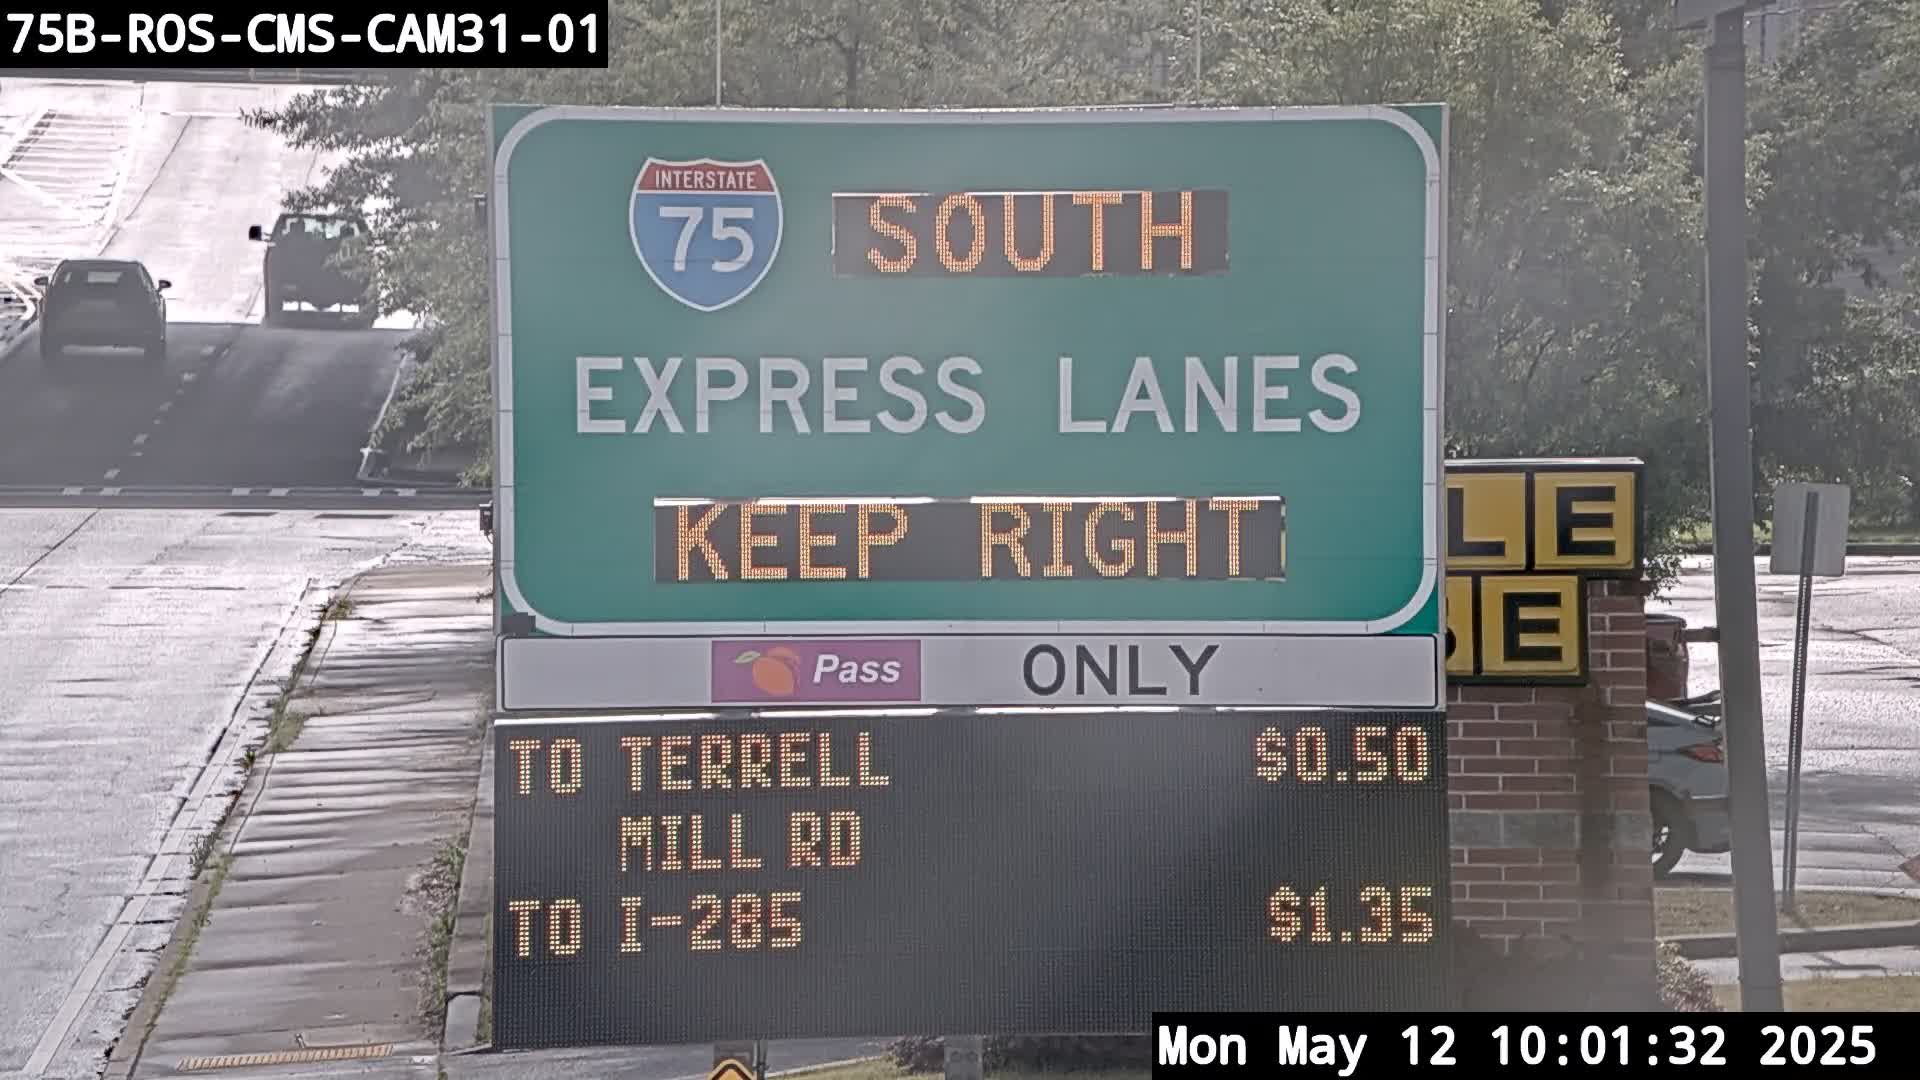 75B-ROS-CMS-CAM31-01
INTERSTATE
75
SOUTH
EXPRESS LANES
KEEP RIGHT
Pass ONLY
TO TERRELL $0.50
MILL RD
TO I-285 $1.35
LE
E
Mon May 12 10:01:32 2025